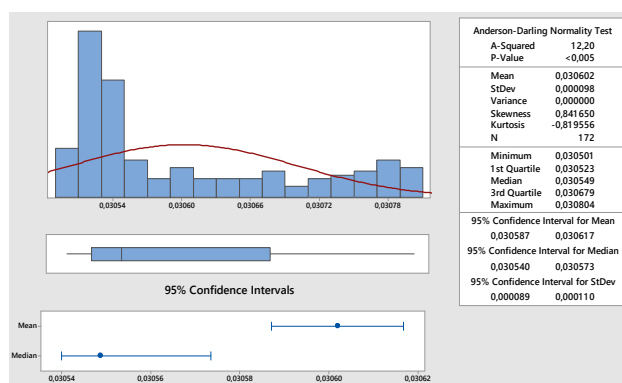 Anderson-Darling Normality Test
A-Squared 12,20
P-Value <0,005
Mean 0,030602
StDev 0,000098
Variance 0,000000
Skewness 0,841650
Kurtosis -0,819556
N 172
Minimum 0,030501
1st Quartile 0,030523
Median 0,030549
3rd Quartile 0,030679
Maximum 0,030804
95% Confidence Interval for Mean
0,030587 0,030617
95% Confidence Interval for Median
0,030540 0,030573
95% Confidence Interval for StDev
0,000089 0,000110
0,03054 0,03060 0,03066 0,03072 0,03078
95% Confidence Intervals
Mean
Median
0,03054 0,03056 0,03058 0,03060 0,03062